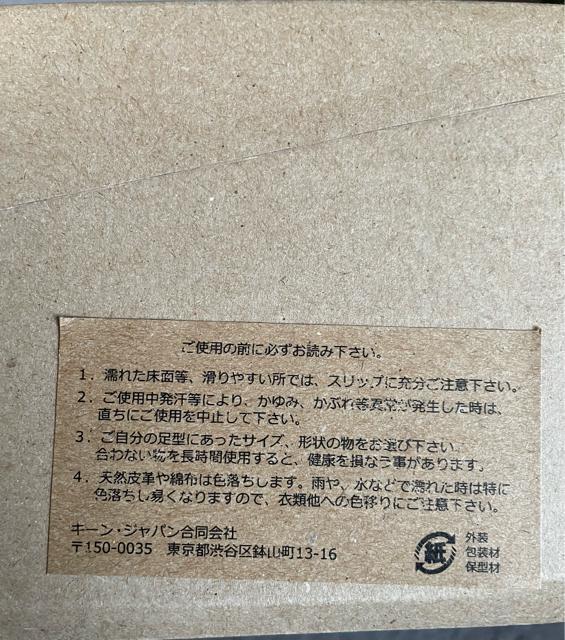 ご使用の前に必ずお読み下さい。
1．濡れた床面等、滑りやすい所では、スリップに充分ご注意下さい。
2．ご使用中発汗等により、かゆみ、かぶれ等異常が発生した時は、
直ちにご使用を中止して下さい。
3．ご自分の足型にあったサイズ、形状の物をお選び下さい。
合わない物を長時間使用すると、健康を損なう事があります。
4．天然皮革や綿布は色落ちします。雨や、水などで濡れた時は特に
色落ちし易くなりますので、衣類他への色移りにご注意下さい。
キーン・ジャパン合同会社
〒150-0035　東京都渋谷区鉢山町13-16
紙
外装
包装材
保型材